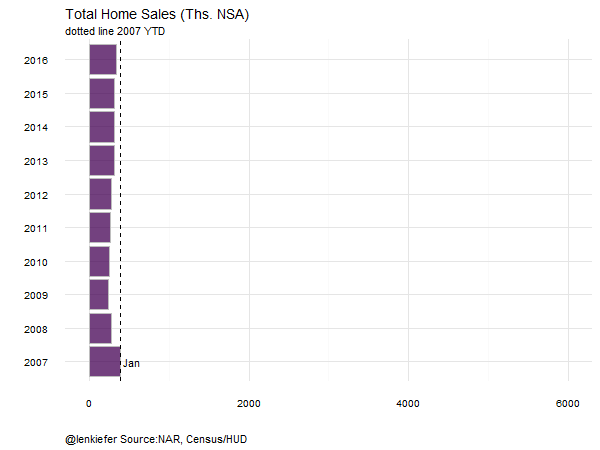 Total Home Sales (Ths. NSA)
dotted line 2007 YTD
2016
2015
2014
2013
2012
2011
2010
2009
2008
2007 Jan
0 2000 4000 6000
@lenkiefer Source:NAR, Census/HUD